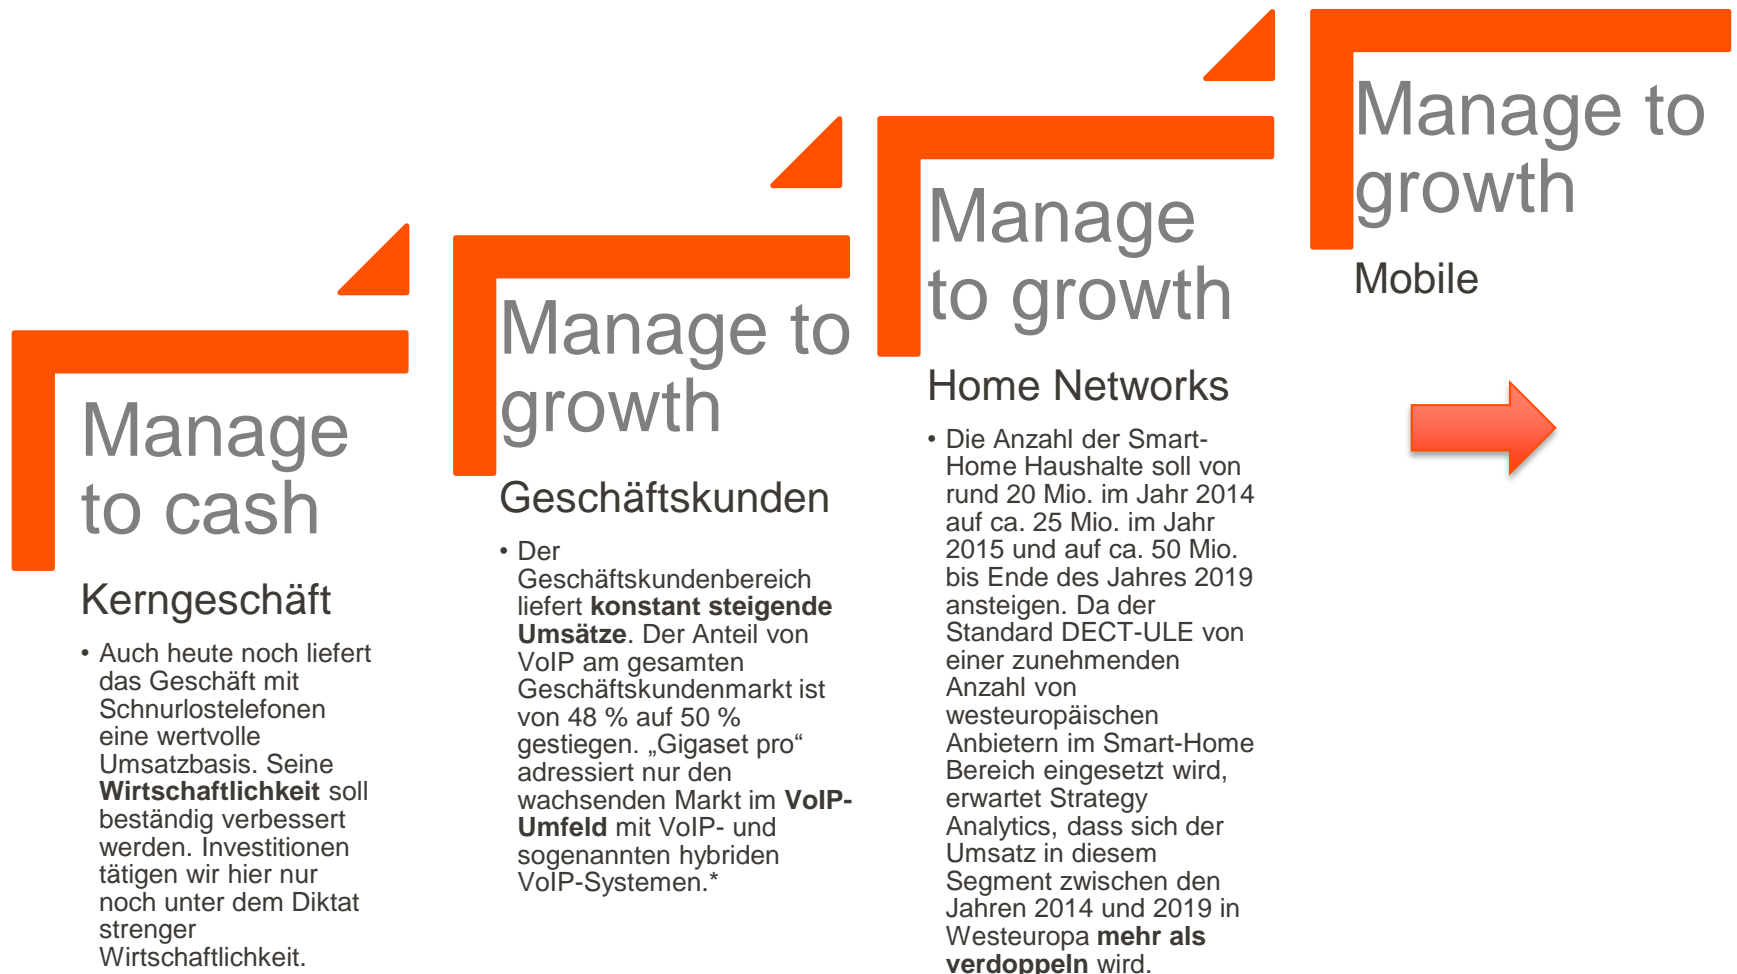 Manage
to cash
Kerngeschäft
• Auch heute noch liefert
das Geschäft mit
Schnurlostelefonen
eine wertvolle
Umsatzbasis. Seine
Wirtschaftlichkeit soll
beständig verbessert
werden. Investitionen
tätigen wir hier nur
noch unter dem Diktat
strenger
Wirtschaftlichkeit.
Manage to
growth
Geschäftskunden
• Der
Geschäftskundenbereich
liefert konstant steigende
Umsätze. Der Anteil von
VoIP am gesamten
Geschäftskundenmarkt ist
von 48 % auf 50 %
gestiegen. „Gigaset pro“
adressiert nur den
wachsenden Markt im VoIP-
Umfeld mit VoIP- und
sogenannten hybriden
VoIP-Systemen.*
Manage
to growth
Home Networks
• Die Anzahl der Smart-
Home Haushalte soll von
rund 20 Mio. im Jahr 2014
auf ca. 25 Mio. im Jahr
2015 und auf ca. 50 Mio.
bis Ende des Jahres 2019
ansteigen. Da der
Standard DECT-ULE von
einer zunehmenden
Anzahl von
westeuropäischen
Anbietern im Smart-Home
Bereich eingesetzt wird,
erwartet Strategy
Analytics, dass sich der
Umsatz in diesem
Segment zwischen den
Jahren 2014 und 2019 in
Westeuropa mehr als
verdoppeln wird.
Manage to
growth
Mobile